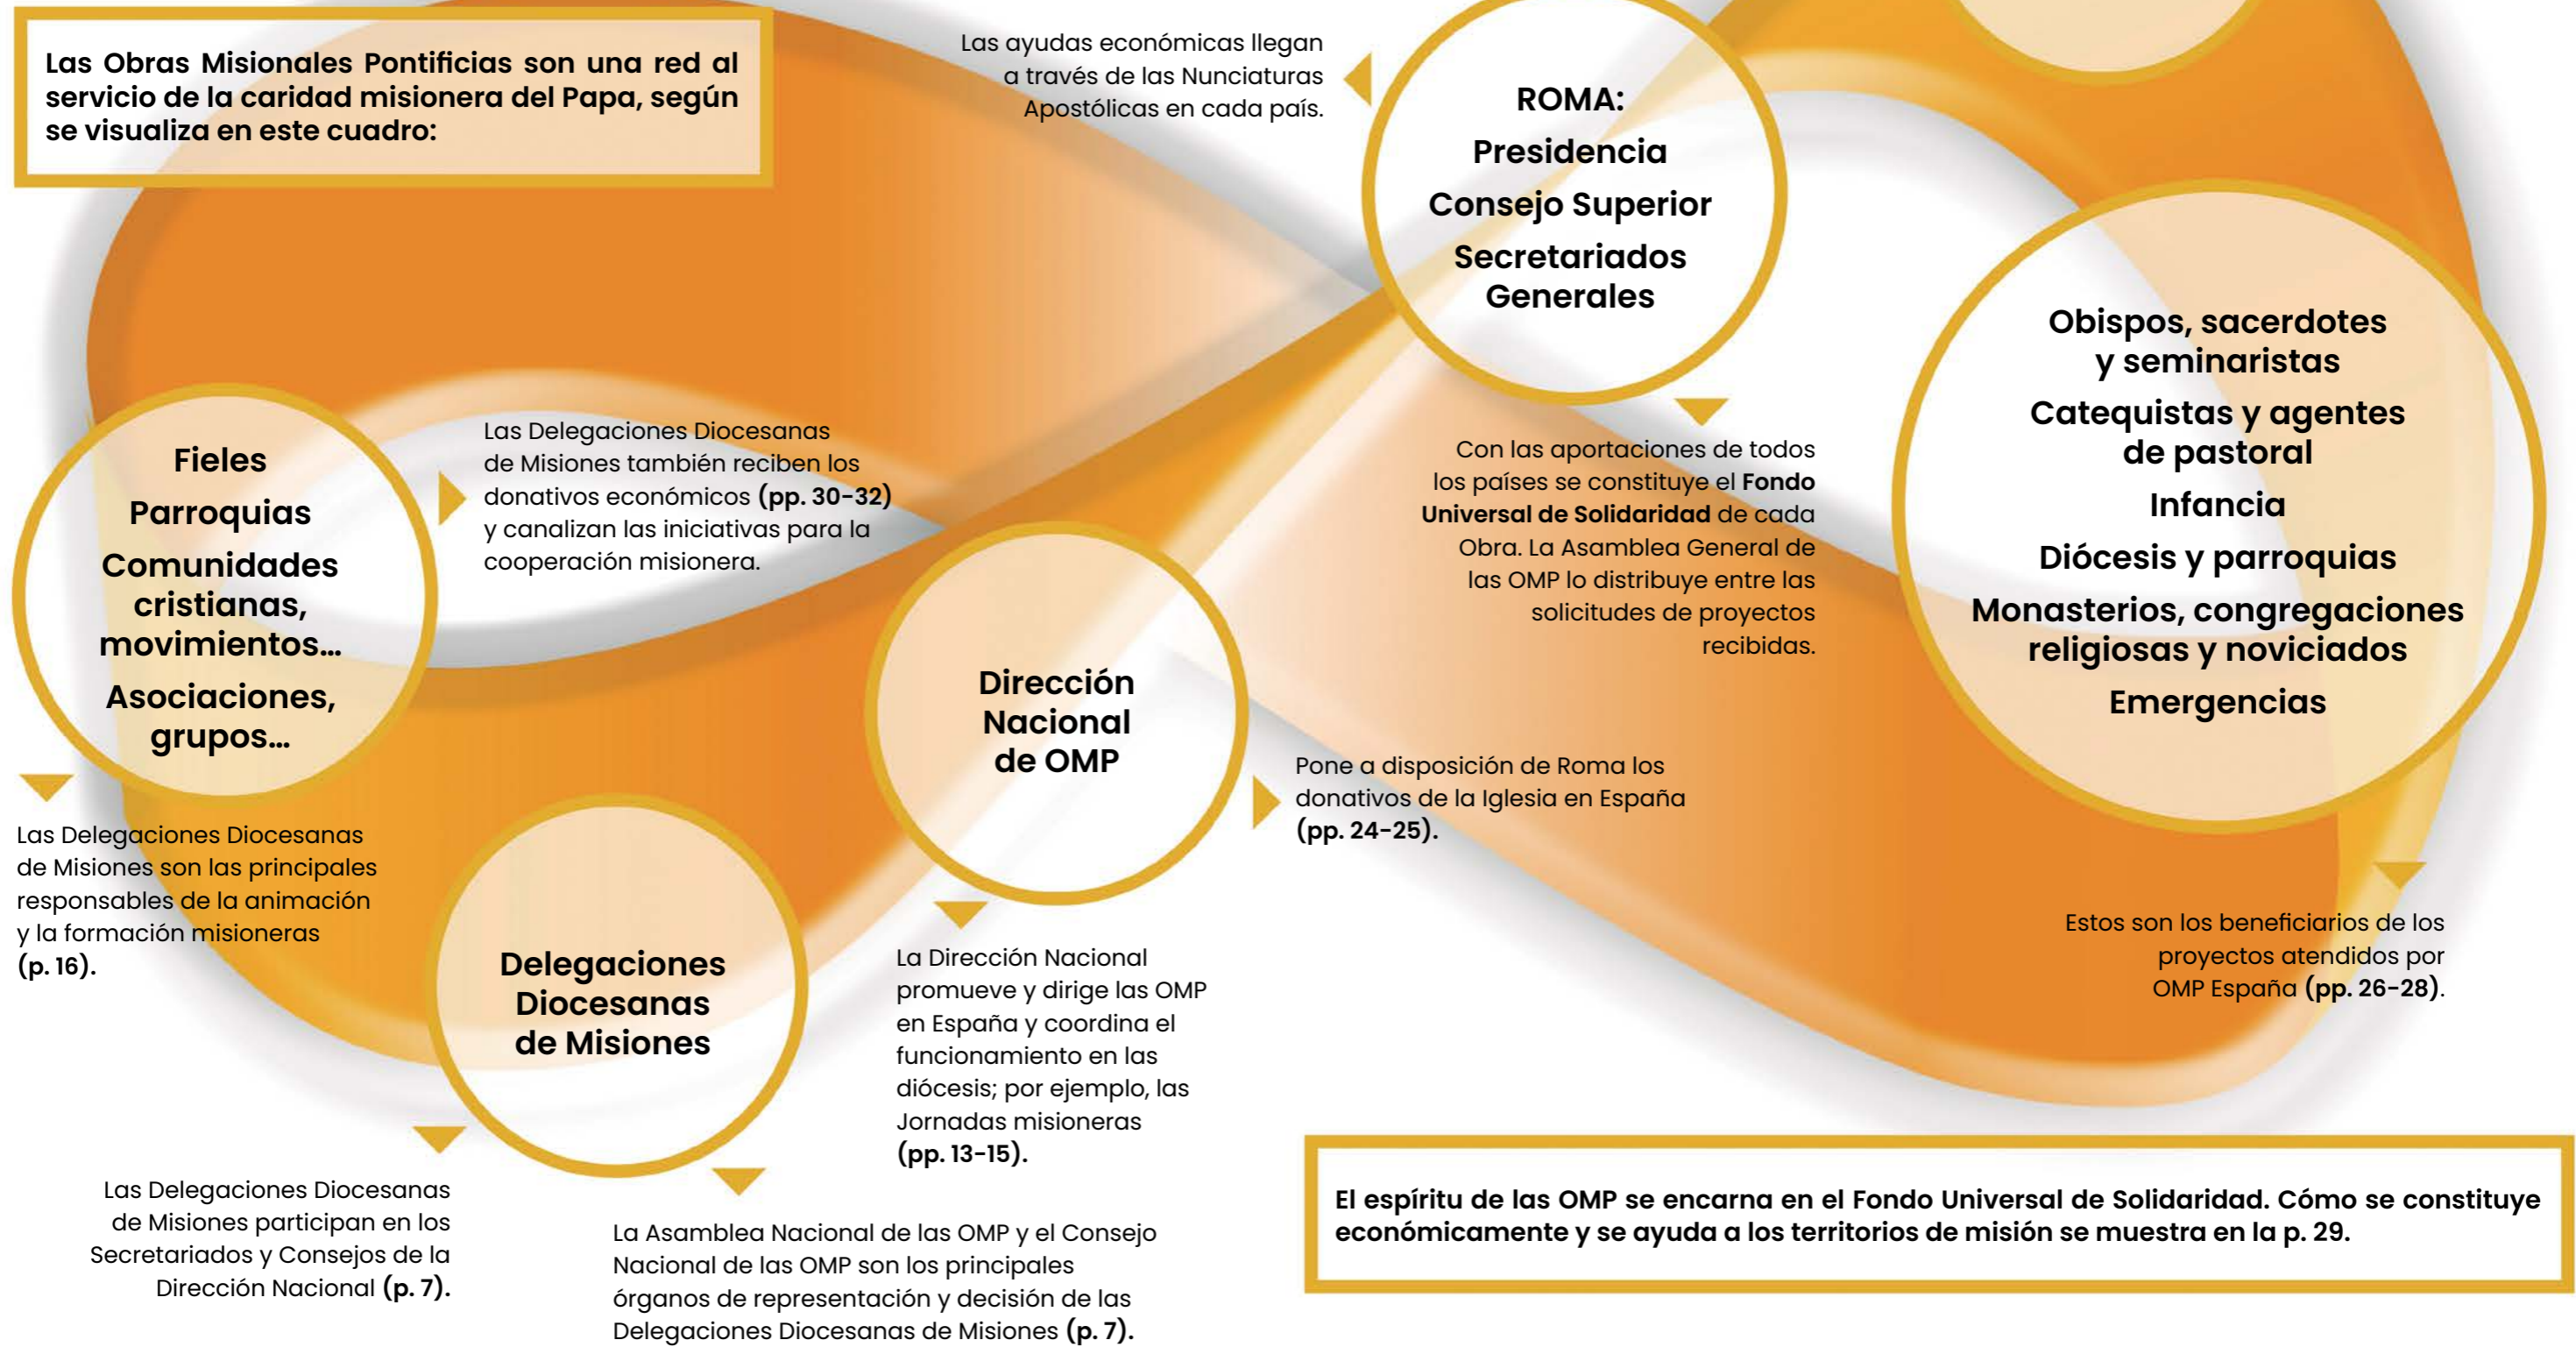 Las Obras Misionales Pontificias son una red al
servicio de la caridad misionera del Papa, según
se visualiza en este cuadro:
Las ayudas económicas llegan
a través de las Nunciaturas
Apostólicas en cada país.
ROMA:
Presidencia
Consejo Superior
Secretariados
Generales
Con las aportaciones de todos
los países se constituye el Fondo
Universal de Solidaridad de cada
Obra. La Asamblea General de
las OMP lo distribuye entre las
solicitudes de proyectos
recibidas.
Obispos, sacerdotes
y seminaristas
Catequistas y agentes
de pastoral
Infancia
Diócesis y parroquias
Monasterios, congregaciones
religiosas y noviciados
Emergencias
Estos son los beneficiarios de los
proyectos atendidos por
OMP España (pp. 26-28).
Fieles
Parroquias
Comunidades
cristianas,
movimientos...
Asociaciones,
grupos...
Las Delegaciones Diocesanas
de Misiones también reciben los
donativos económicos (pp. 30-32)
y canalizan las iniciativas para la
cooperación misionera.
Las Delegaciones Diocesanas
de Misiones son las principales
responsables de la animación
y la formación misioneras
(p. 16).
Delegaciones
Diocesanas
de Misiones
Las Delegaciones Diocesanas
de Misiones participan en los
Secretariados y Consejos de la
Dirección Nacional (p. 7).
La Asamblea Nacional de las OMP y el Consejo
Nacional de las OMP son los principales
órganos de representación y decisión de las
Delegaciones Diocesanas de Misiones (p. 7).
Dirección
Nacional
de OMP
Pone a disposición de Roma los
donativos de la Iglesia en España
(pp. 24-25).
La Dirección Nacional
promueve y dirige las OMP
en España y coordina el
funcionamiento en las
diócesis; por ejemplo, las
Jornadas misioneras
(pp. 13-15).
El espíritu de las OMP se encarna en el Fondo Universal de Solidaridad. Cómo se constituye
económicamente y se ayuda a los territorios de misión se muestra en la p. 29.